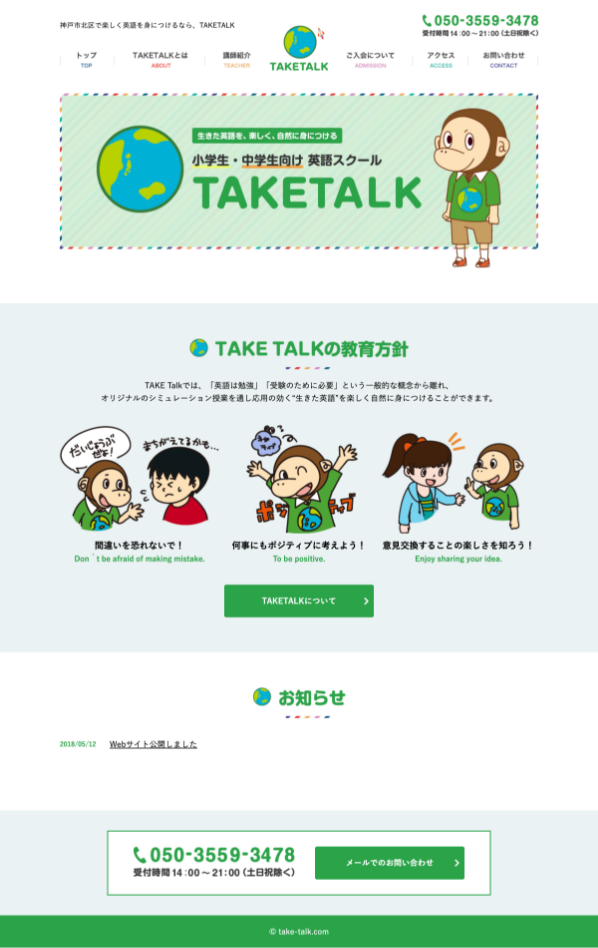 神戸市北区で楽しく英語を身につけるなら、TAKETALK
050-3559-3478
受付時間 14:00～21:00 (土日祝除く)
トップ
TOP
TAKETALKとは
ABOUT
講師紹介
TEACHER
TAKETALK
ご入会について
ADMISSION
アクセス
ACCESS
お問い合わせ
CONTACT
生きた英語を、楽しく、自然に身につける
小学生・中学生向け 英語スクール
TAKETALK
TAKE TALKの教育方針
TAKE Talkでは、「英語は勉強」「受験のために必要」という一般的な概念から離れ、
オリジナルのシミュレーション授業を通し応用の効く"生きた英語"を楽しく自然に身につけることができます。
だいじょうぶ
だよ!
まちがえてるかも...
ネガ
ティブ
ポジティブ
間違いを恐れないで！
Don´t be afraid of making mistake.
何事にもポジティブに考えよう！
To be positive.
意見交換することの楽しさを知ろう！
Enjoy sharing your idea.
TAKETALKについて
お知らせ
2018/05/12 Webサイト公開しました
050-3559-3478
受付時間 14:00～21:00 (土日祝除く)
メールでのお問い合わせ
© take-talk.com